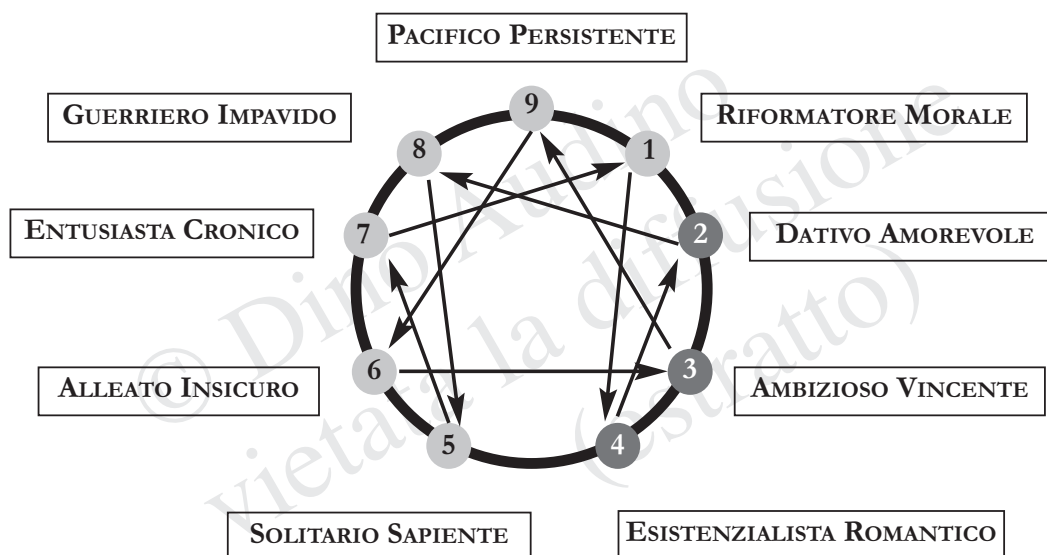 PACIFICO PERSISTENTE
GUERRIERO IMPAVIDO
RIFORMATORE MORALE
9
8
1
ENTUSIASTA CRONICO
7
2
DATIVO AMOREVOLE
ALLEATO INSICURO
6
3
AMBIZIOSO VINCENTE
5
4
SOLITARIO SAPIENTE
ESISTENZIALISTA ROMANTICO
© Dino Audino
vietata la diffusione
(estratto)